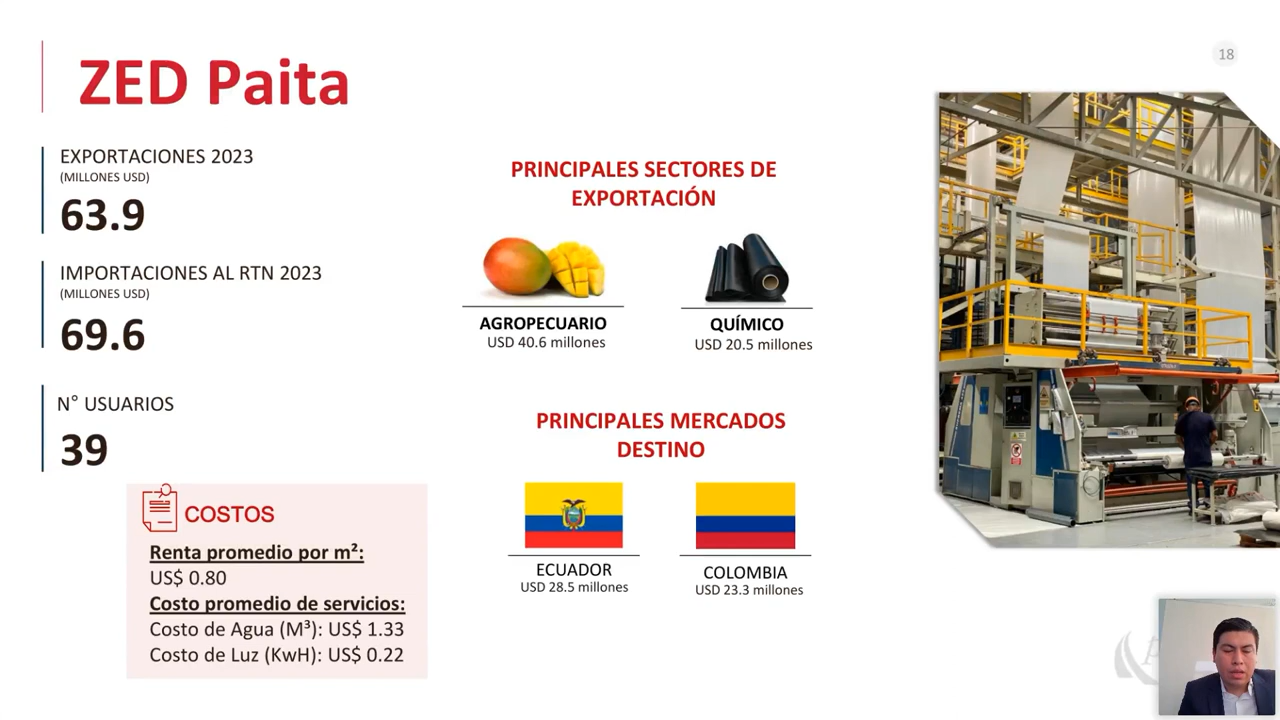 ZED Paita
18
EXPORTACIONES 2023
(MILLONES USD)
63.9
IMPORTACIONES AL RTN 2023
(MILLONES USD)
69.6
N° USUARIOS
39
COSTOS
Renta promedio por m²:
US$ 0.80
Costo promedio de servicios:
Costo de Agua (M³): US$ 1.33
Costo de Luz (KwH): US$ 0.22
PRINCIPALES SECTORES DE
EXPORTACIÓN
AGROPECUARIO
USD 40.6 millones
QUÍMICO
USD 20.5 millones
PRINCIPALES MERCADOS
DESTINO
ECUADOR
USD 28.5 millones
COLOMBIA
USD 23.3 millones